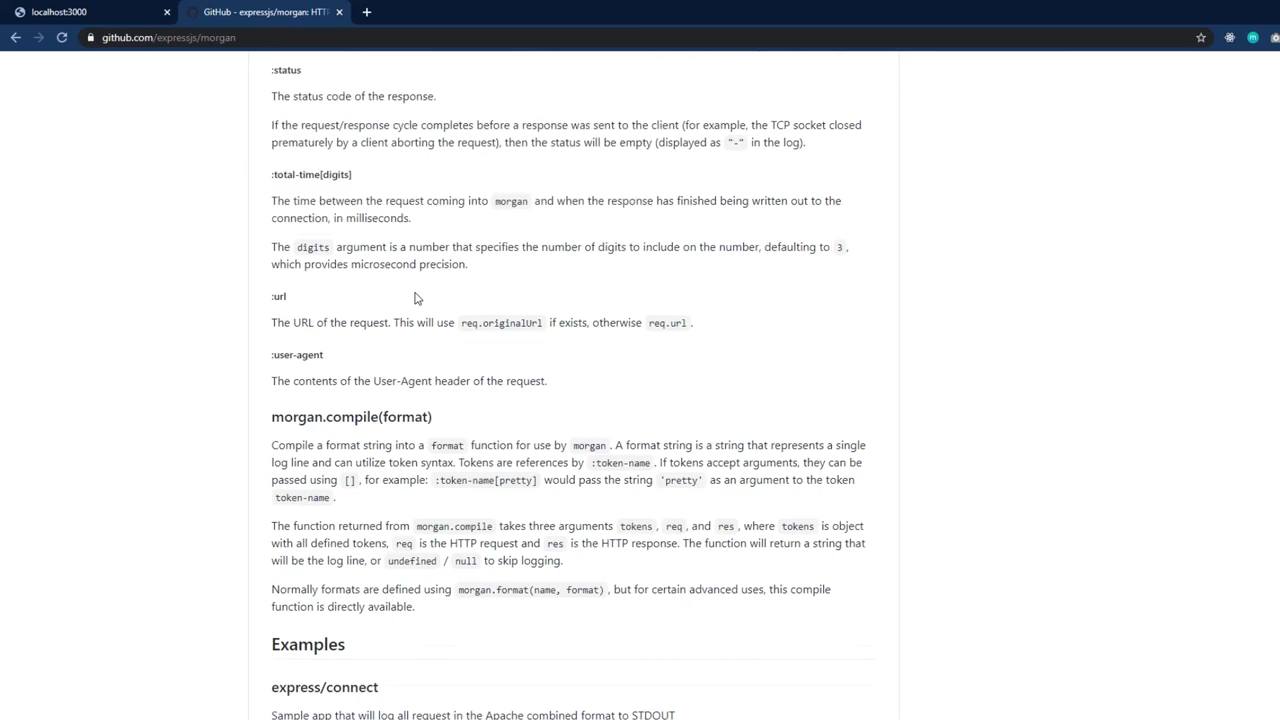 localhost:3000
GitHub - expressjs/morgan: HTT
github.com/expressjs/morgan
:status
The status code of the response.
If the request/response cycle completes before a response was sent to the client (for example, the TCP socket closed
prematurely by a client aborting the request), then the status will be empty (displayed as "-" in the log).
:total-time[digits]
The time between the request coming into morgan and when the response has finished being written out to the
connection, in milliseconds.
The digits argument is a number that specifies the number of digits to include on the number, defaulting to 3 ,
which provides microsecond precision.
:url
The URL of the request. This will use req.originalUrl if exists, otherwise req.url .
:user-agent
The contents of the User-Agent header of the request.
morgan.compile(format)
Compile a format string into a format function for use by morgan . A format string is a string that represents a single
log line and can utilize token syntax. Tokens are references by :token-name . If tokens accept arguments, they can be
passed using [] , for example: :token-name[pretty] would pass the string 'pretty' as an argument to the token
token-name .
The function returned from morgan.compile takes three arguments tokens , req , and res , where tokens is object
with all defined tokens, req is the HTTP request and res is the HTTP response. The function will return a string that
will be the log line, or undefined / null to skip logging.
Normally formats are defined using morgan.format(name, format) , but for certain advanced uses, this compile
function is directly available.
Examples
express/connect
Sample app that will log all request in the Apache combined format to STDOUT